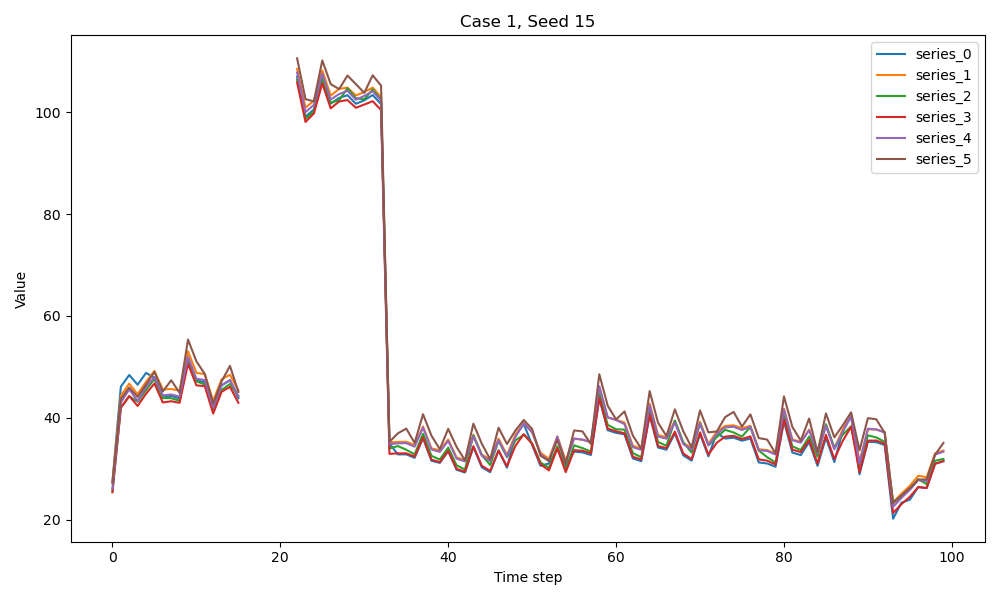 Case 1, Seed 15
series_0
series_1
series_2
series_3
series_4
series_5
100
80
60
40
20
Value
0
20
40
60
80
100
Time step